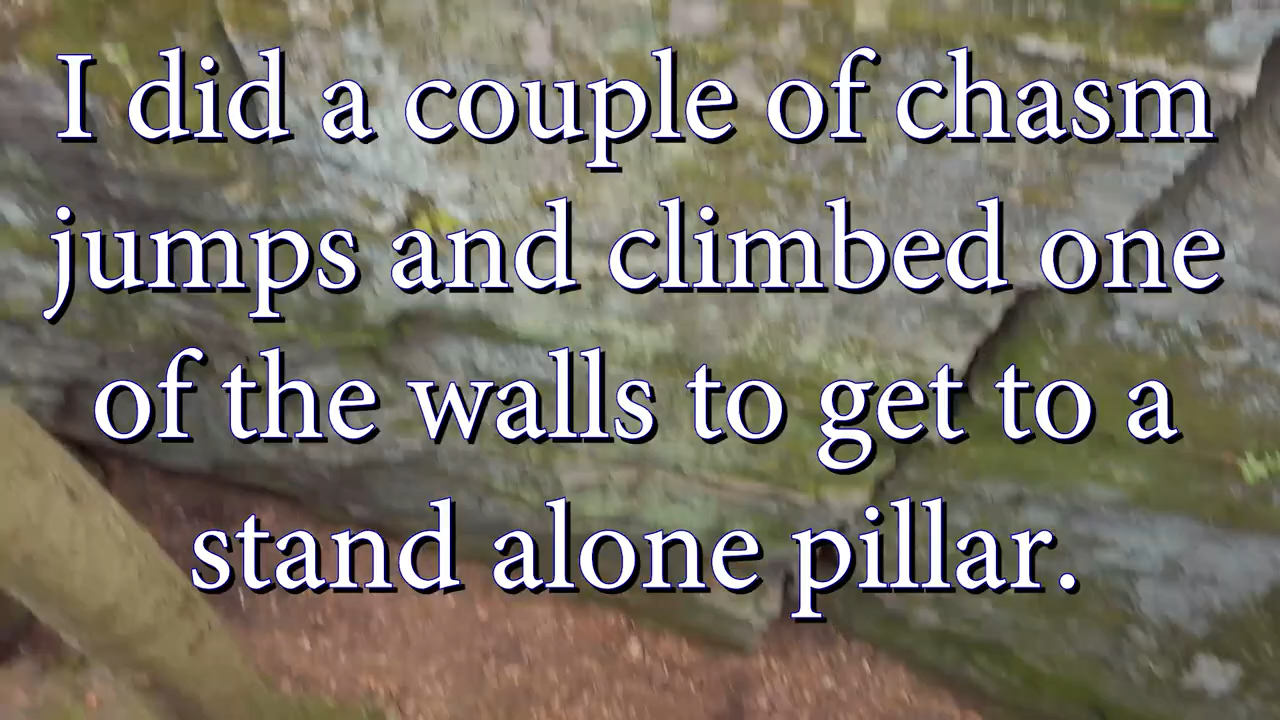 I did a couple of chasm
jumps and climbed one
of the walls to get to a
stand alone pillar.